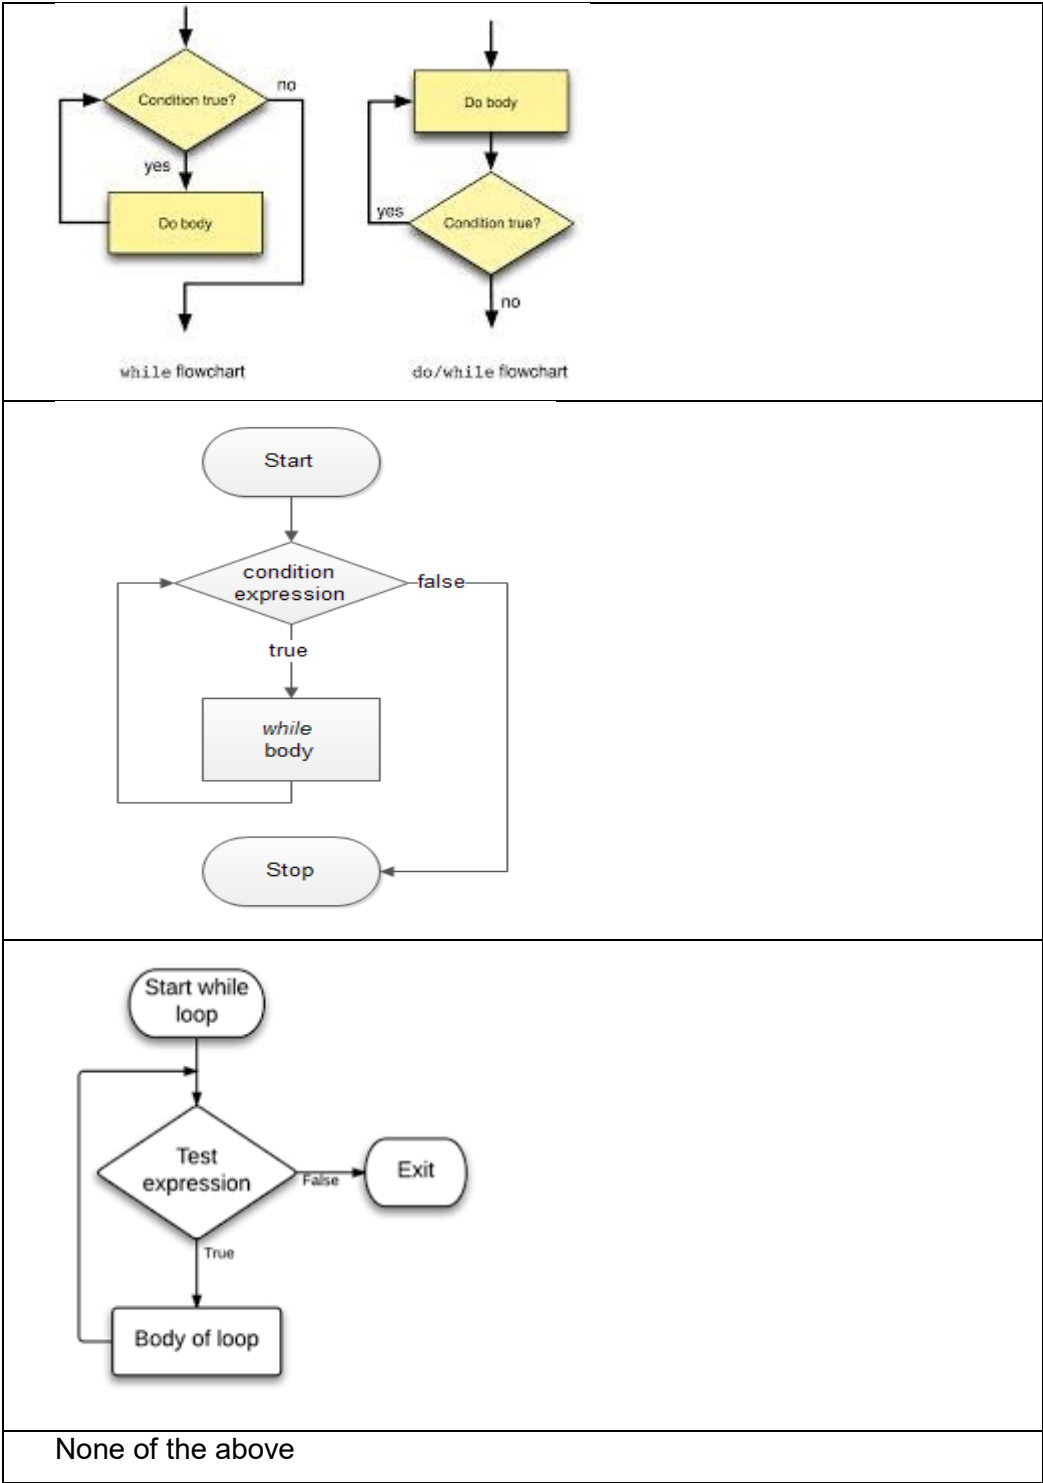 Condition true?
no
yes
Do body
while flowchart
Do body
yes
Condition true?
no
do/while flowchart
Start
condition
expression
false
true
while
body
Stop
Start while
loop
Test
expression
False
Exit
True
Body of loop
None of the above